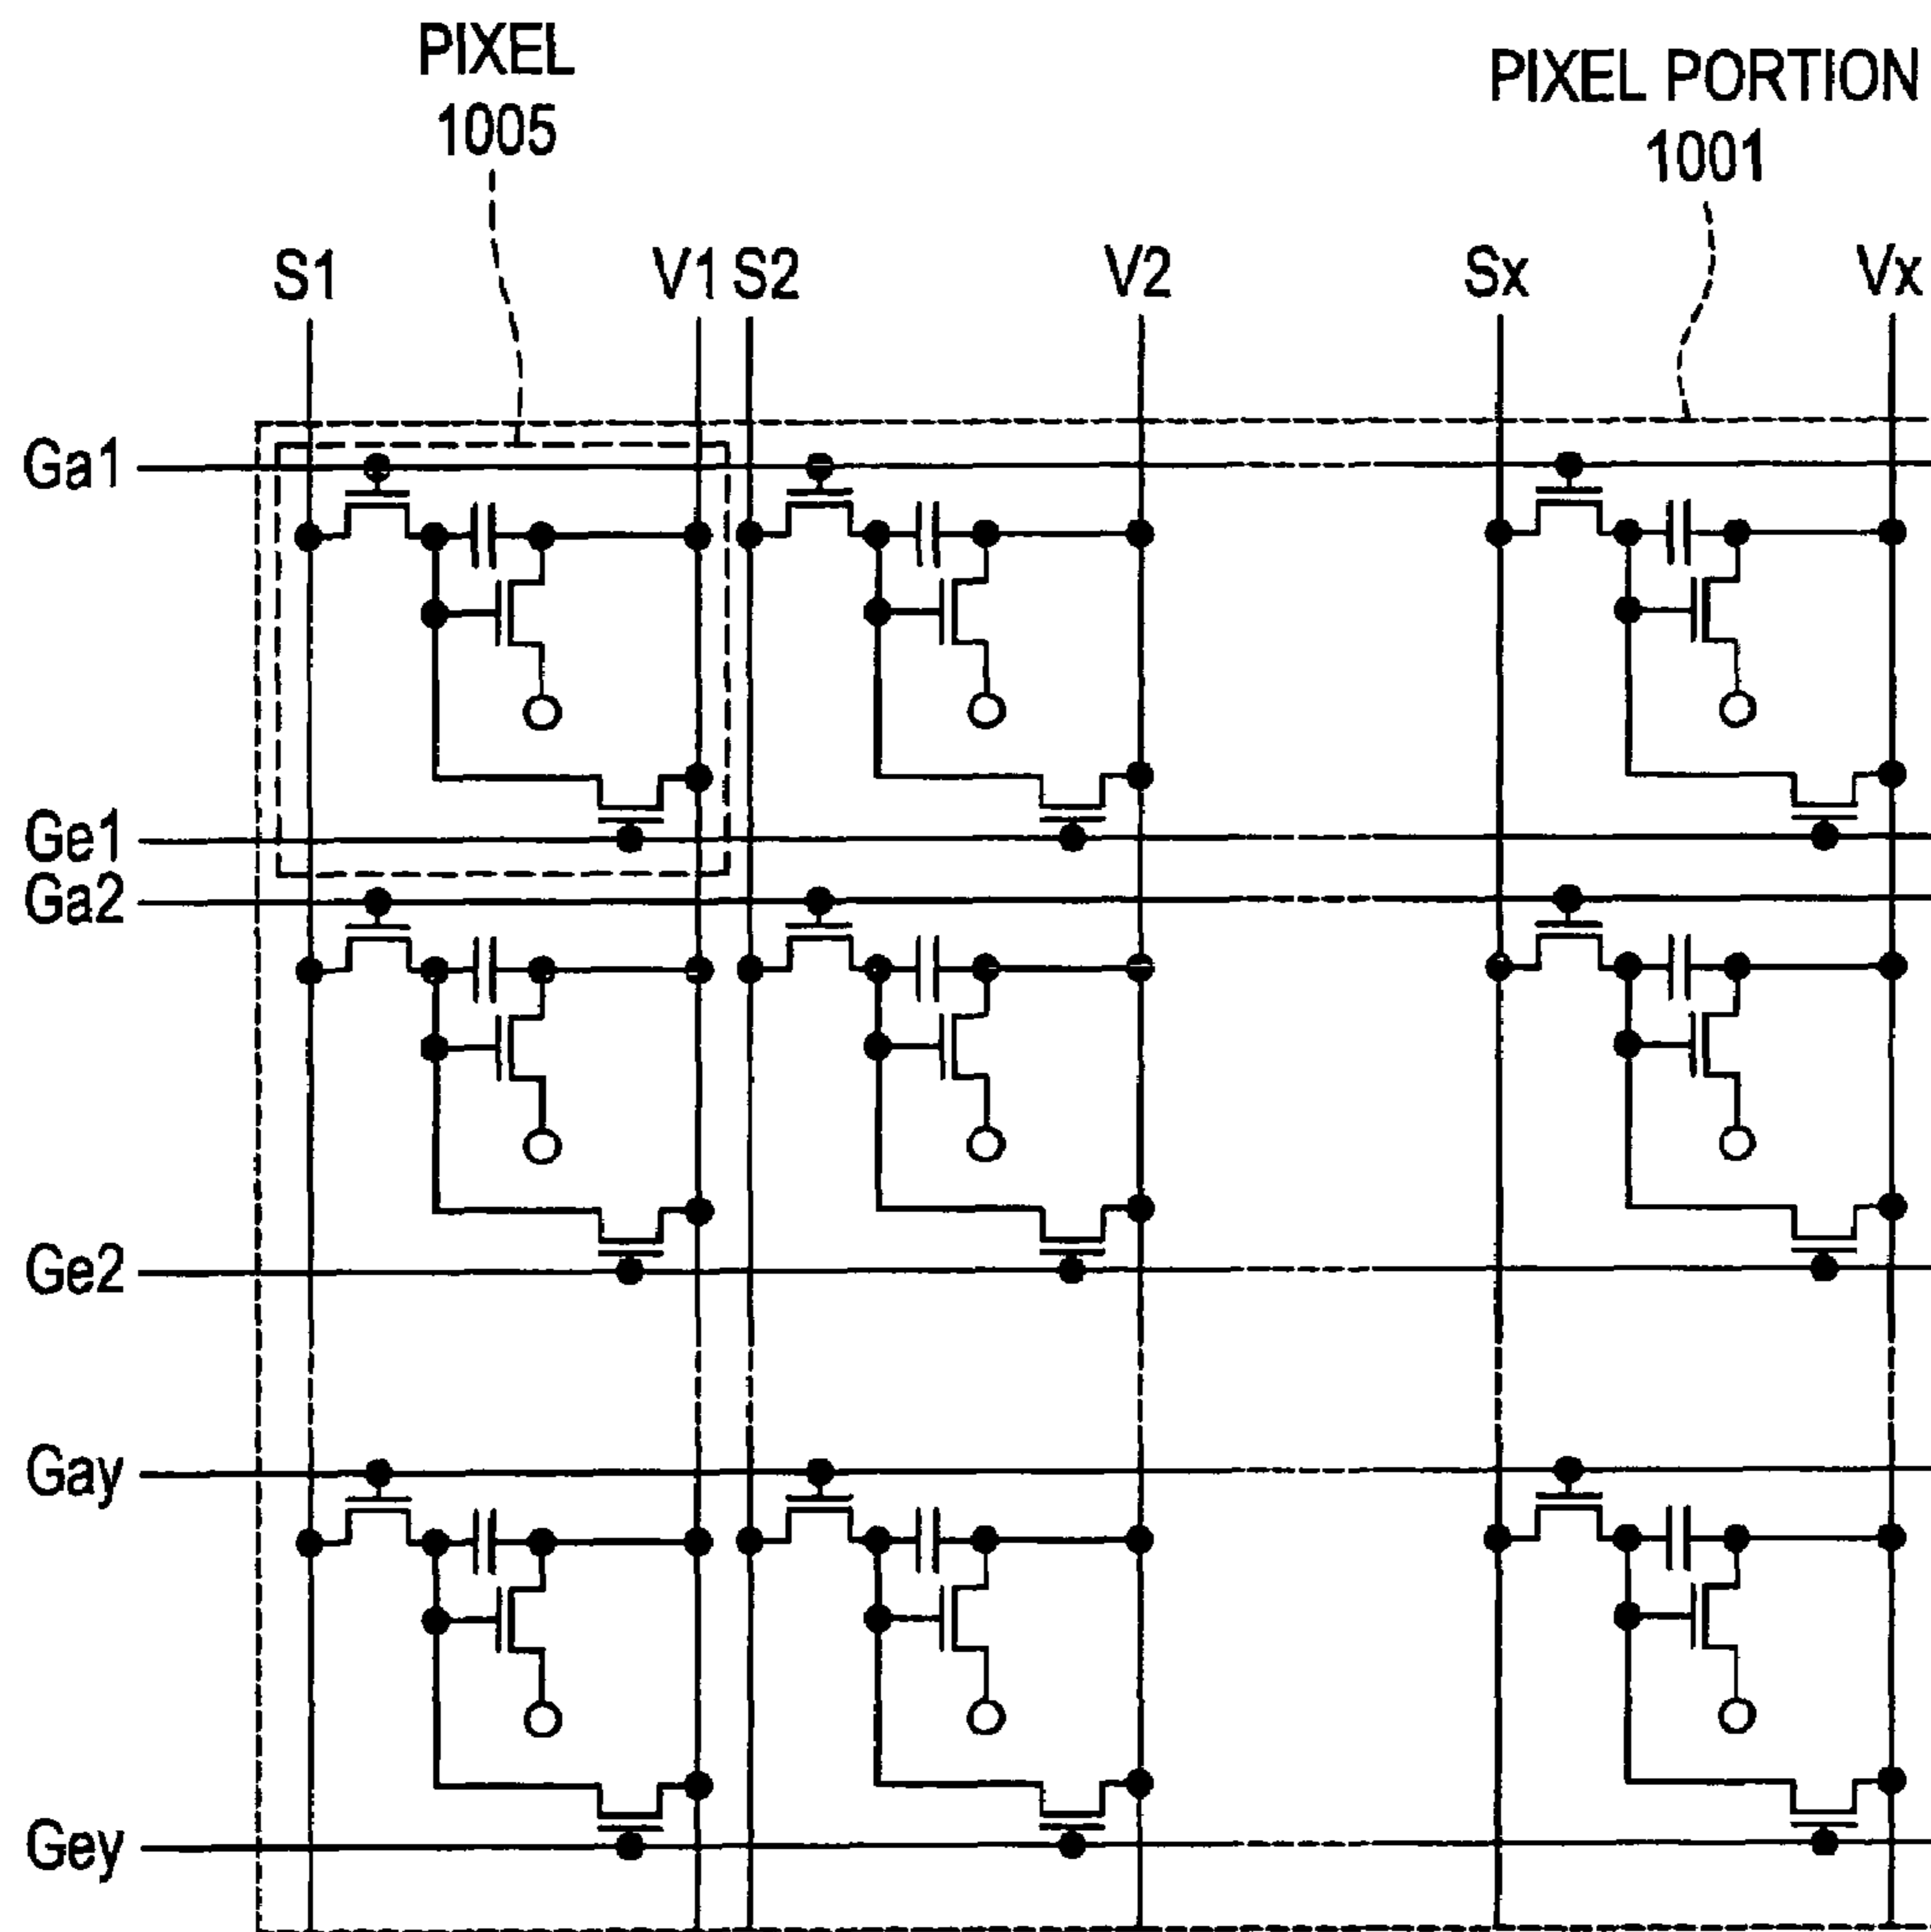 PIXEL
1005
PIXEL PORTION
1001
S1 V1 S2 V2 Sx Vx
Ga1
Ge1
Ga2
Ge2
Gay
Gey